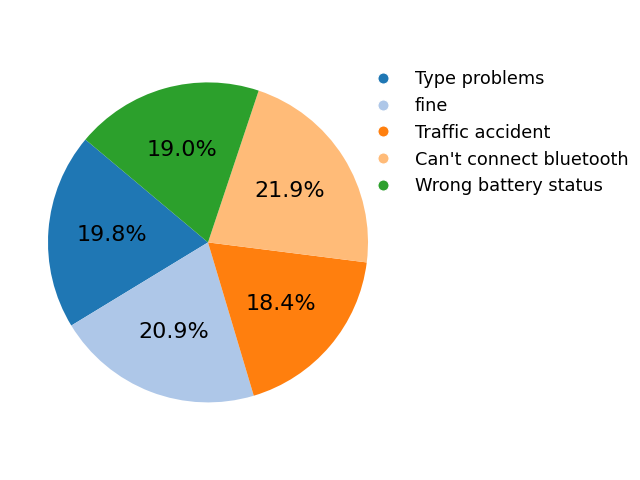 Type problems
fine
Traffic accident
Can't connect bluetooth
Wrong battery status
19.0%
21.9%
19.8%
18.4%
20.9%